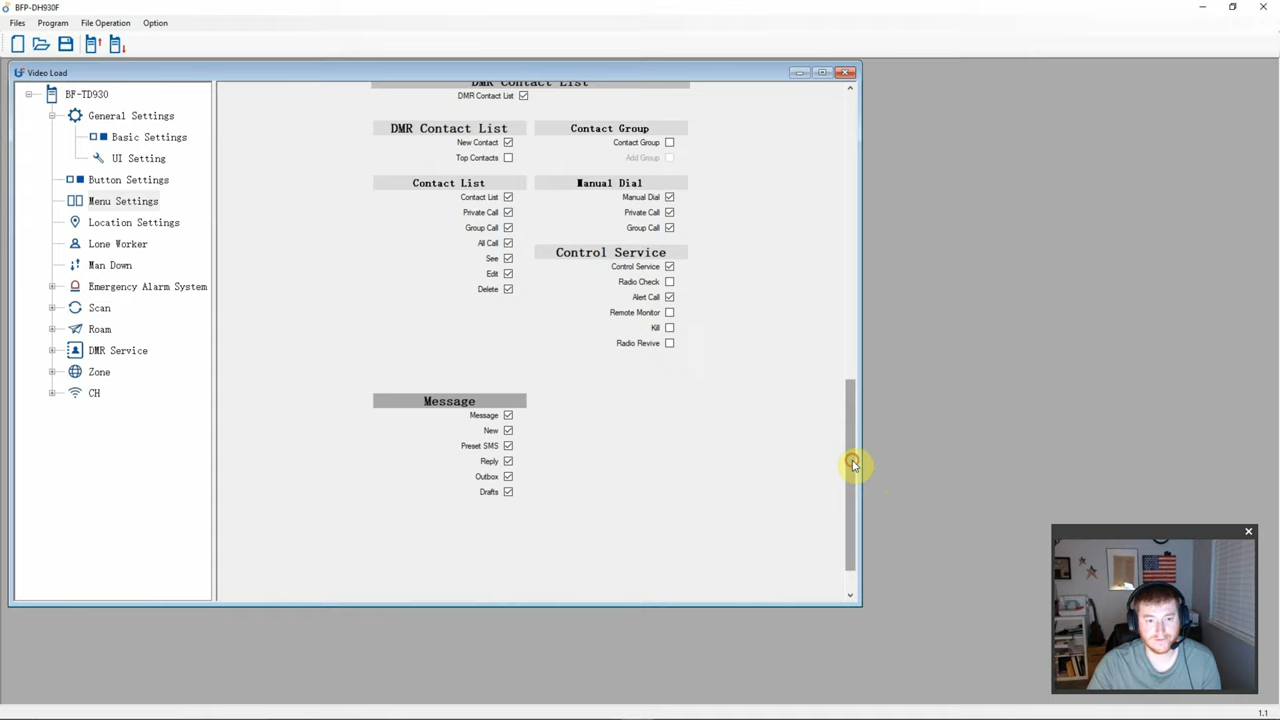 BFP-DH930F
Files Program File Operation Option
Video Load
BF-TD930
General Settings
Basic Settings
UI Setting
Button Settings
Menu Settings
Location Settings
Lone Worker
Man Down
Emergency Alarm System
Scan
Roam
DMR Service
Zone
CH
DMR Contact List
DMR Contact List
DMR Contact List
New Contact
Top Contacts
Contact Group
Contact Group
Add Group
Contact List
Contact List
Private Call
Group Call
All Call
See
Edit
Delete
Manual Dial
Manual Dial
Private Call
Group Call
Control Service
Control Service
Radio Check
Alert Call
Remote Monitor
Kill
Radio Revive
Message
Message
New
Preset SMS
Reply
Outbox
Drafts
1.1